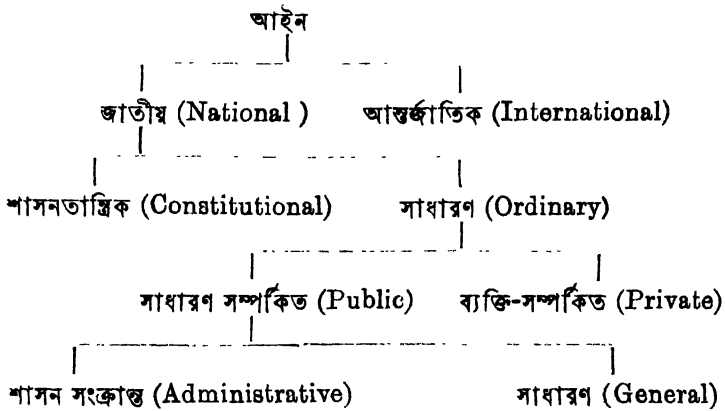 আইন
জাতীয় (National ) আন্তর্জাতিক (International)
শাসনতান্ত্রিক (Constitutional) সাধারণ (Ordinary)
সাধারণ সম্পর্কিত (Public) ব্যক্তি-সম্পর্কিত (Private)
শাসন সংক্রান্ত (Administrative) সাধারণ (General)